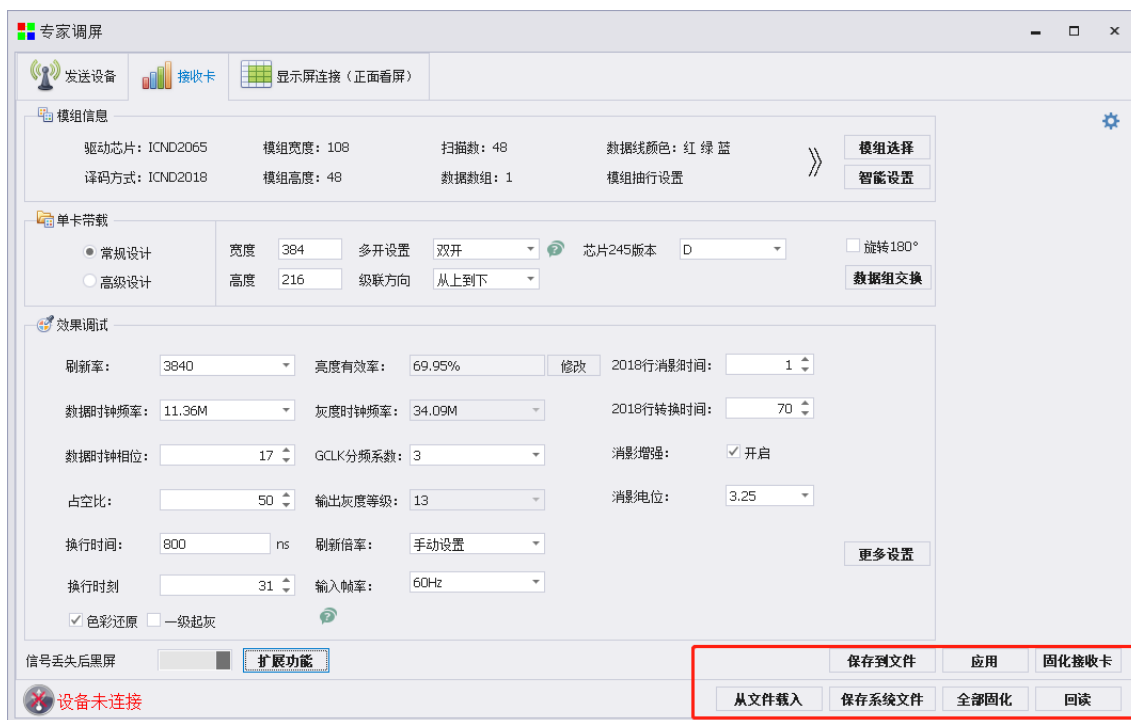 专家调屏
发送设备 接收卡 显示屏连接（正面看屏）
模组信息
驱动芯片: ICND2065 模组宽度: 108 扫描数: 48 数据线颜色: 红 绿 蓝 模组选择
译码方式: ICND2018 模组高度: 48 数据数组: 1 模组抽行设置 智能设置
单卡带载
常规设计 宽度 384 多开设置 双开 芯片245版本 D 旋转180°
高级设计 高度 216 级联方向 从上到下 数据组交换
效果调试
刷新率: 3840 亮度有效率: 69.95% 修改 2018行消影时间: 1
数据时钟频率: 11.36M 灰度时钟频率: 34.09M 2018行转换时间: 70
数据时钟相位: 17 GCLK分频系数: 3 消影增强: 开启
占空比: 50 输出灰度等级: 13 消影电位: 3.25
换行时间: 800 ns 刷新倍率: 手动设置 更多设置
换行时刻 31 输入帧率: 60Hz
色彩还原 一级起灰
信号丢失后黑屏 扩展功能 保存到文件 应用 固化接收卡
设备未连接 从文件载入 保存系统文件 全部固化 回读